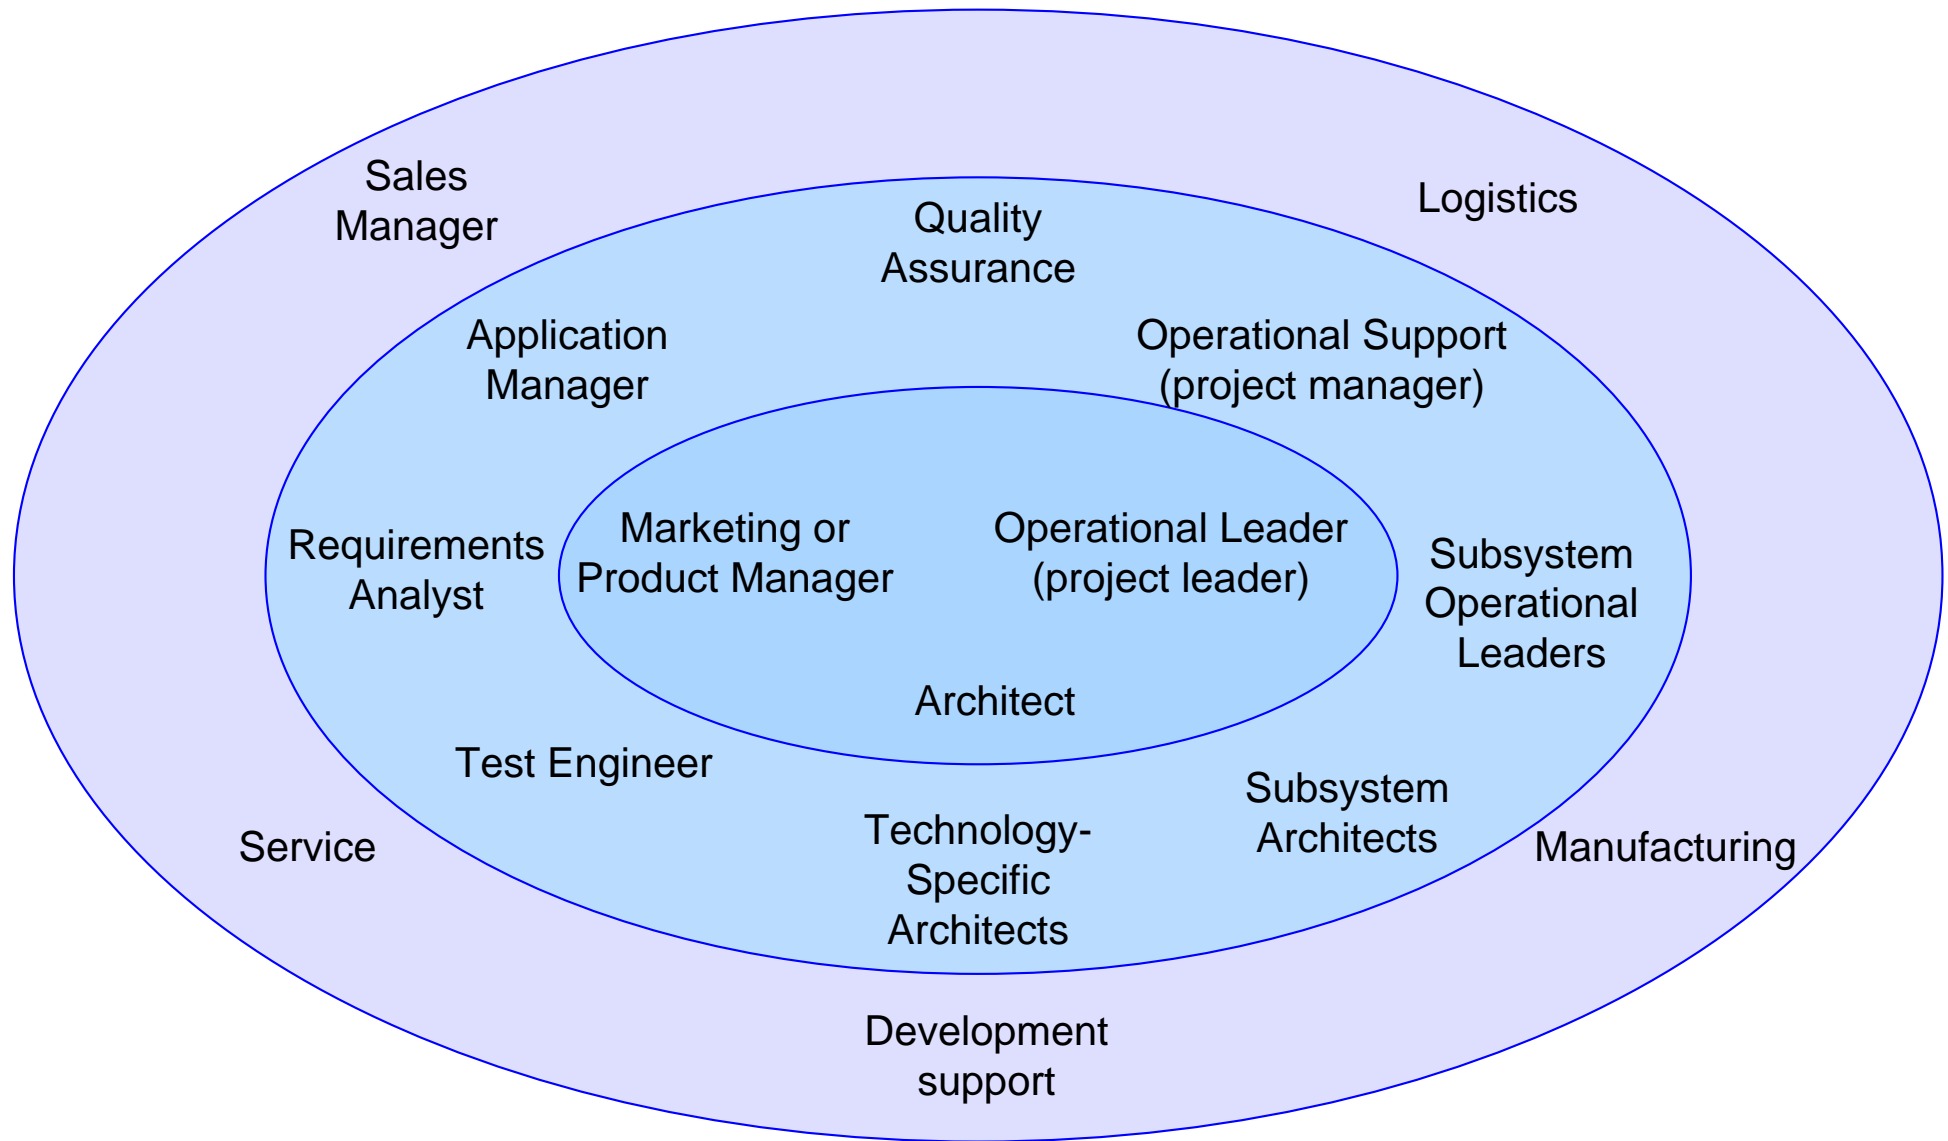 Sales
Manager
Logistics
Quality
Assurance
Application
Manager
Operational Support
(project manager)
Marketing or
Product Manager
Operational Leader
(project leader)
Requirements
Analyst
Subsystem
Operational
Leaders
Architect
Test Engineer
Subsystem
Architects
Technology-
Specific
Architects
Service
Manufacturing
Development
support